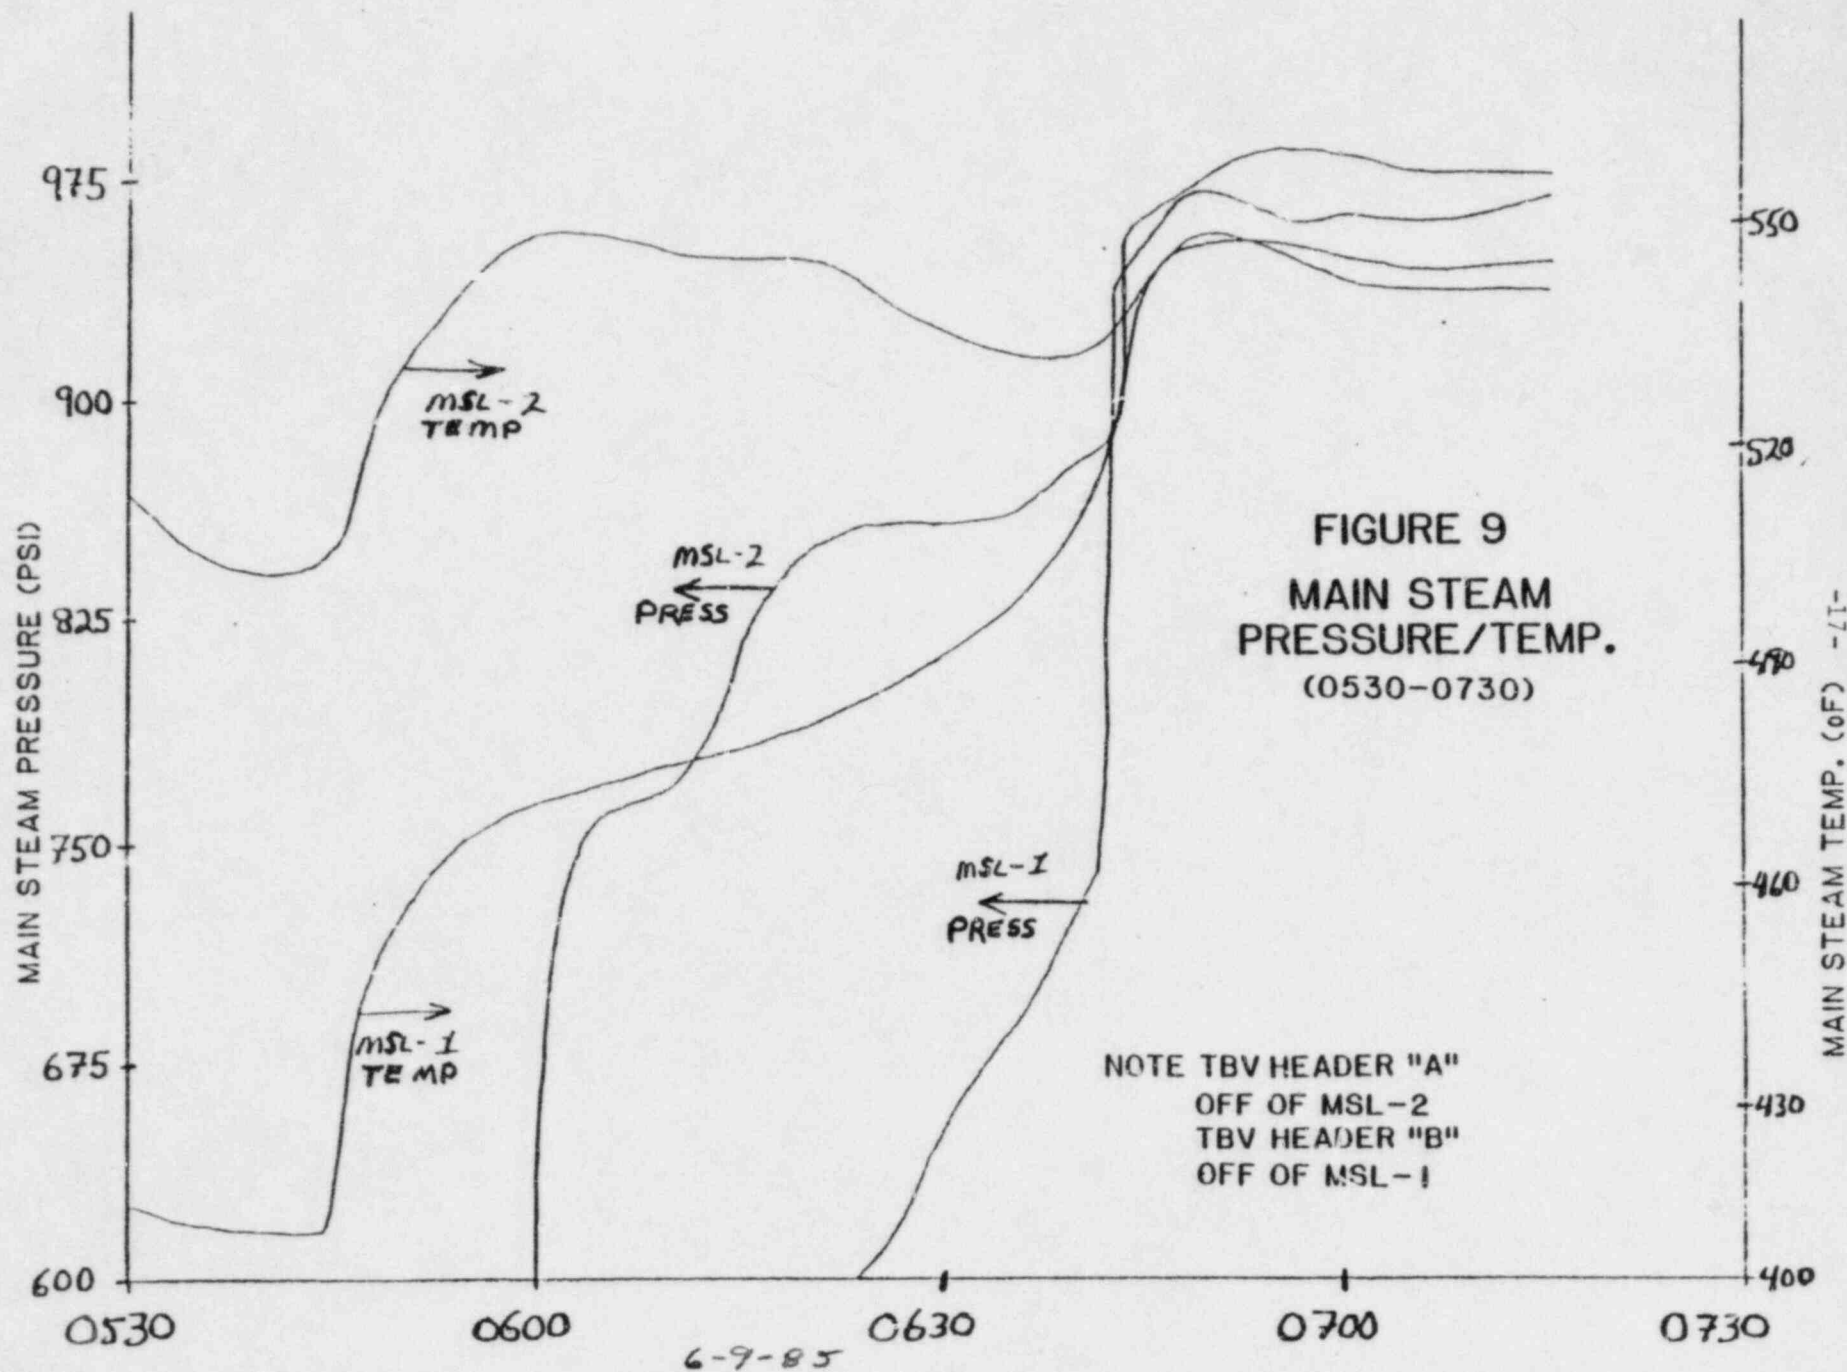 975
900
825
750
675
600
MAIN STEAM PRESSURE (PSI)
MSL-2
TEMP
MSL-2
PRESS
MSL-1
TEMP
MSL-I
PRESS
FIGURE 9
MAIN STEAM
PRESSURE/TEMP.
(0530-0730)
NOTE TBV HEADER "A"
OFF OF MSL-2
TBV HEADER "B"
OFF OF MSL-1
550
520
490
460
430
400
MAIN STEAM TEMP. (oF)
-17-
0530
0600
0630
0700
0730
6-9-85